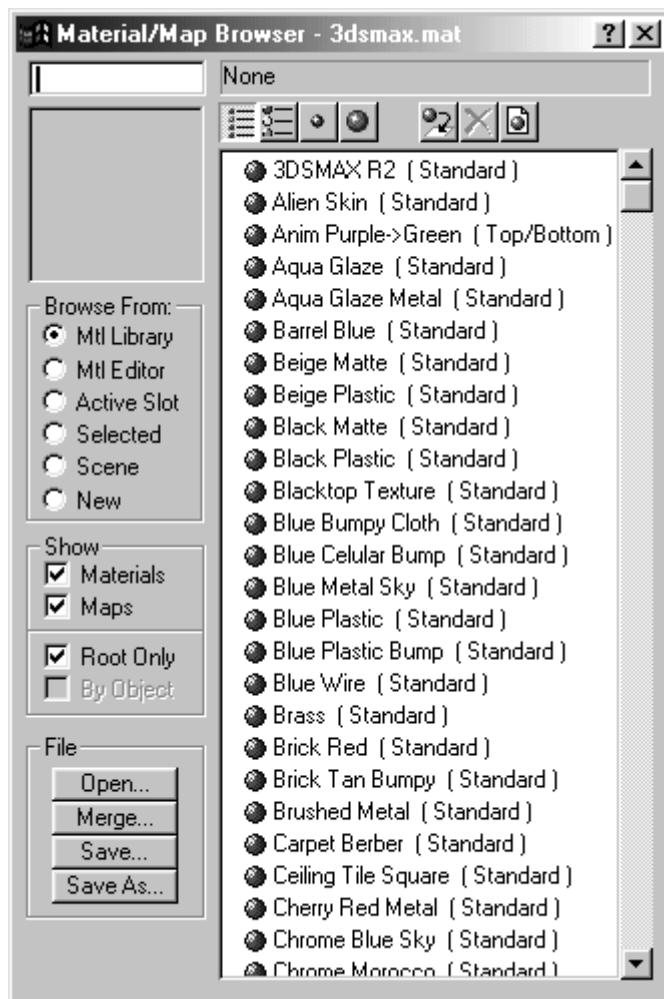 Material/Map Browser - 3dsmax.mat
None
3DSMAX R2 ( Standard )
Alien Skin ( Standard )
Anim Purple->Green ( Top/Bottom )
Aqua Glaze ( Standard )
Aqua Glaze Metal ( Standard )
Barrel Blue ( Standard )
Beige Matte ( Standard )
Beige Plastic ( Standard )
Black Matte ( Standard )
Black Plastic ( Standard )
Blacktop Texture ( Standard )
Blue Bumpy Cloth ( Standard )
Blue Celular Bump ( Standard )
Blue Metal Sky ( Standard )
Blue Plastic ( Standard )
Blue Plastic Bump ( Standard )
Blue Wire ( Standard )
Brass ( Standard )
Brick Red ( Standard )
Brick Tan Bumpy ( Standard )
Brushed Metal ( Standard )
Carpet Berber ( Standard )
Ceiling Tile Square ( Standard )
Cherry Red Metal ( Standard )
Chrome Blue Sky ( Standard )
Chrome Morocco ( Standard )
Browse From:
Mtl Library
Mtl Editor
Active Slot
Selected
Scene
New
Show
Materials
Maps
Root Only
By Object
File
Open...
Merge...
Save...
Save As...